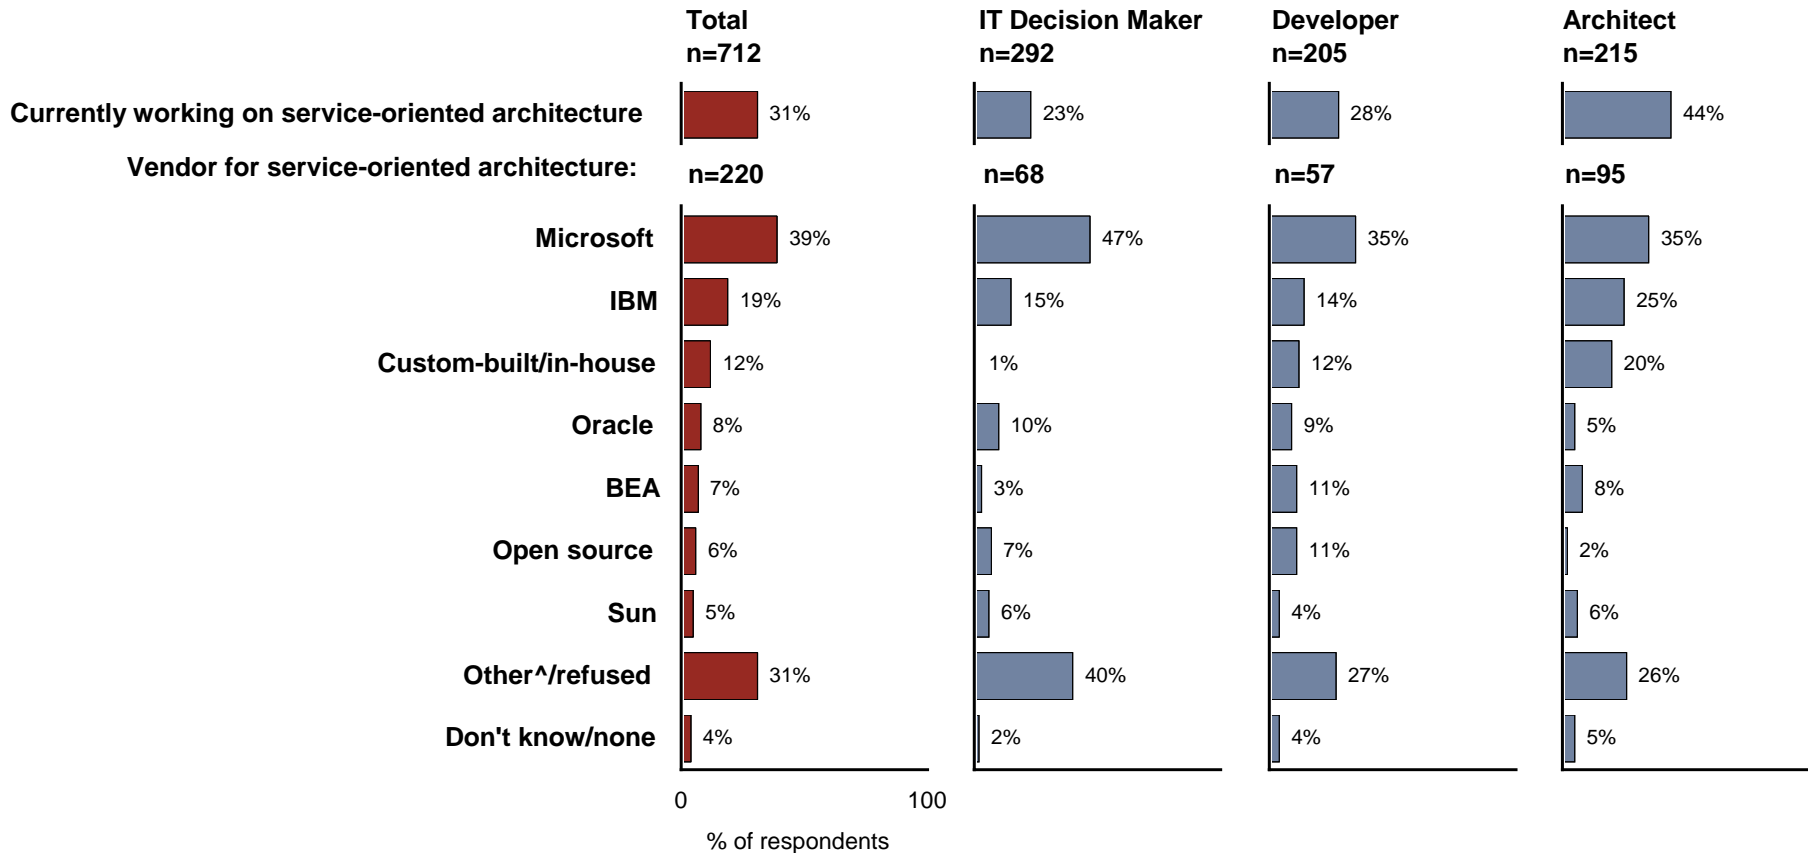 Total IT Decision Maker Developer Architect
n=712 n=292 n=205 n=215
Currently working on service-oriented architecture 31% 23% 28% 44%
Vendor for service-oriented architecture: n=220 n=68 n=57 n=95
Microsoft 39% 47% 35% 35%
IBM 19% 15% 14% 25%
Custom-built/in-house 12% 1% 12% 20%
Oracle 8% 10% 9% 5%
BEA 7% 3% 11% 8%
Open source 6% 7% 11% 2%
Sun 5% 6% 4% 6%
Other^/refused 31% 40% 27% 26%
Don't know/none 4% 2% 4% 5%
0 100
% of respondents